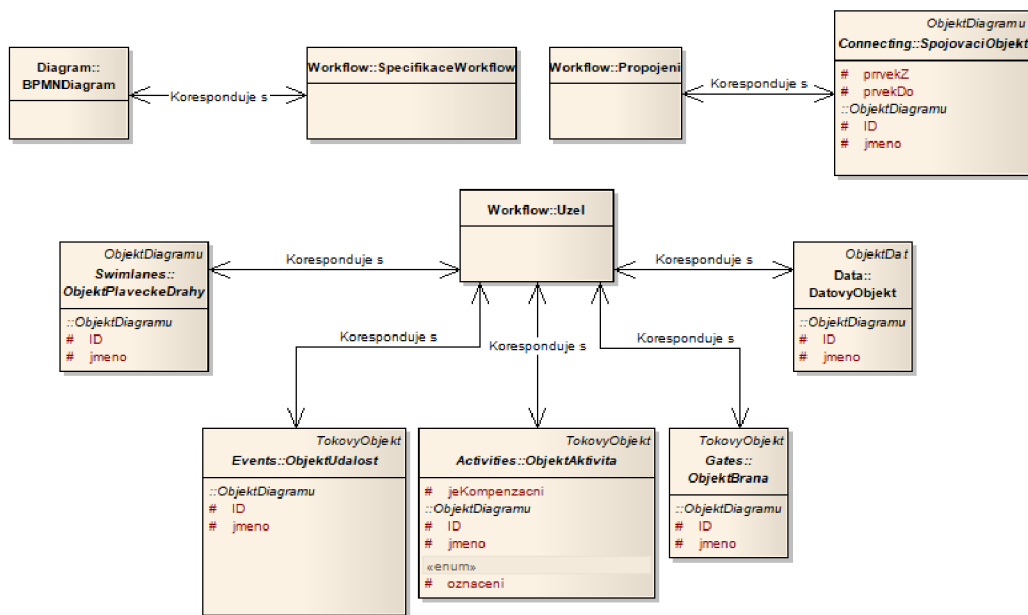 Diagram::
BPMNDiagram
Koresponduje s
Workflow::SpecifikaceWorkflow
Workflow::Propojeni
Koresponduje s
ObjektDiagramu
Connecting::SpojovaciObjekt
# prrvekZ
# prvekDo
::ObjektDiagramu
# ID
# jmeno
Workflow::Uzel
ObjektDiagramu
Swimlanes::
ObjektPlaveckeDrahy
::ObjektDiagramu
# ID
# jmeno
Koresponduje s
Koresponduje s
ObjektDat
Data::
DatovyObjekt
::ObjektDiagramu
# ID
# jmeno
Koresponduje s
Koresponduje s
Koresponduje s
TokovyObjekt
Events::ObjektUdalost
::ObjektDiagramu
# ID
# jmeno
TokovyObjekt
Activities::ObjektAktivita
# jeKompenzacni
::ObjektDiagramu
# ID
# jmeno
«enum»
# oznaceni
TokovyObjekt
Gates::
ObjektBrana
::ObjektDiagramu
# ID
# jmeno